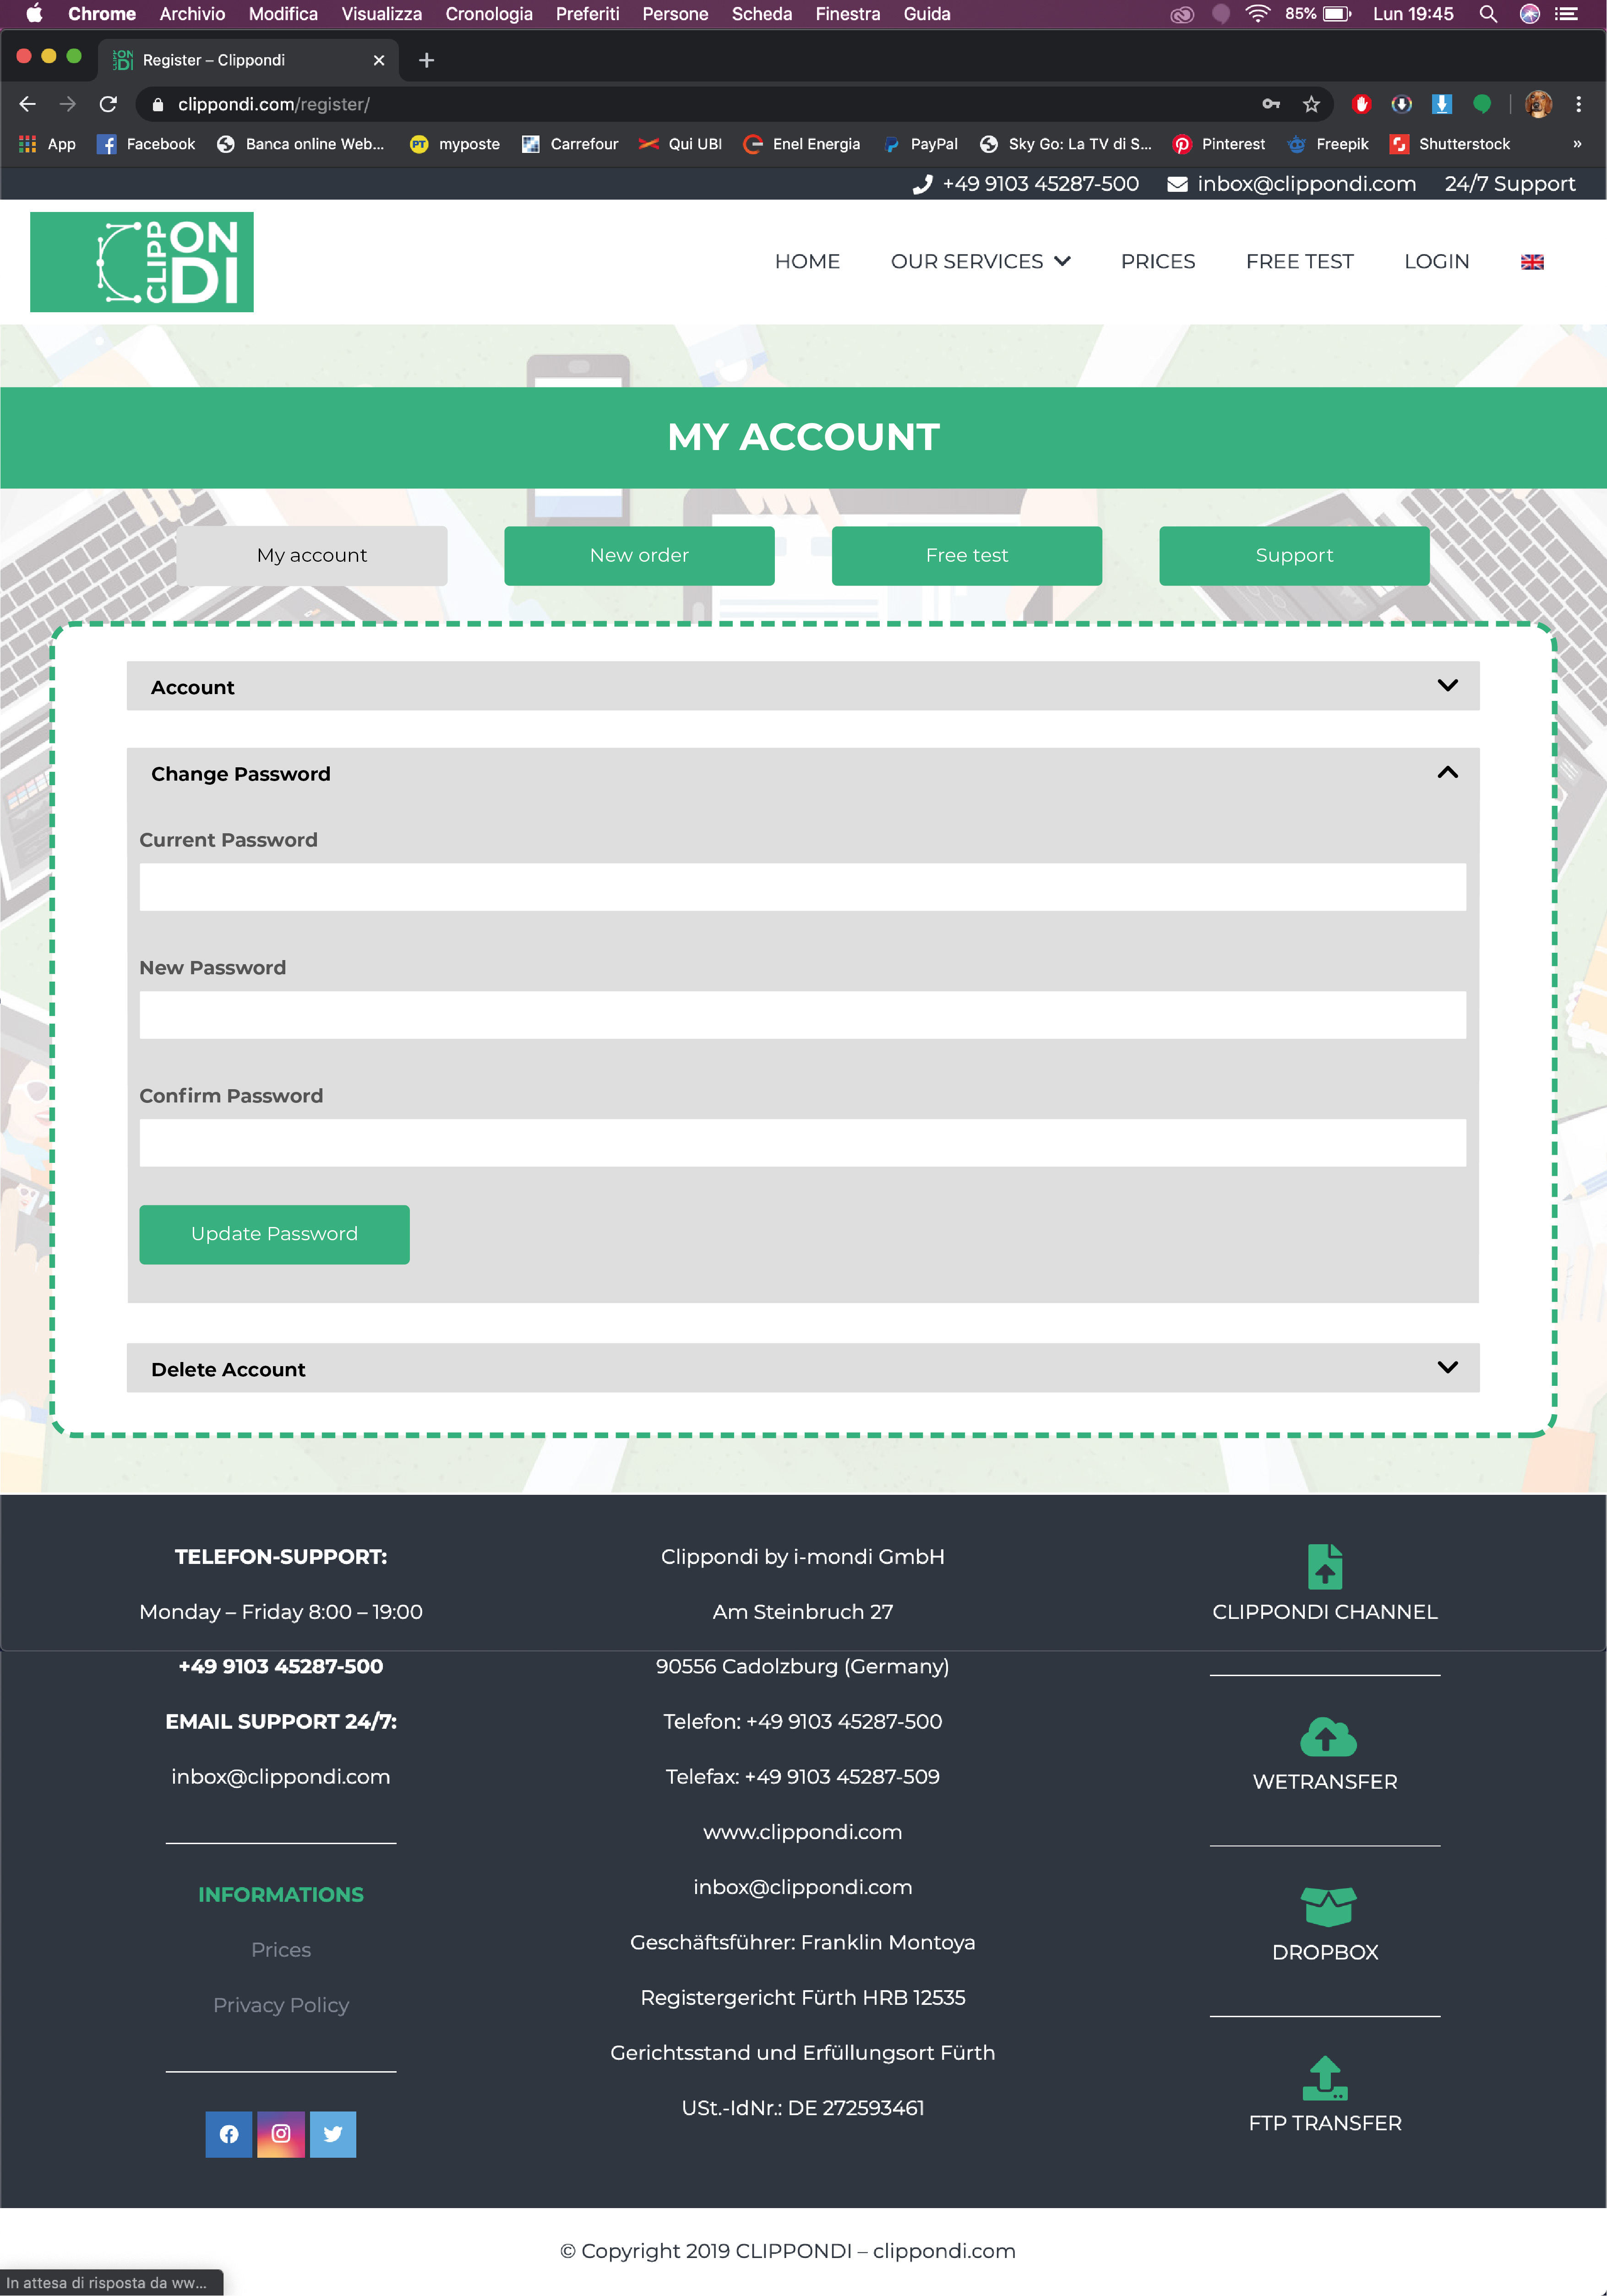 Chrome Archivio Modifica Visualizza Cronologia Preferiti Persone Scheda Finestra Guida 85% Lun 19:45
Register – Clippondi
clippondi.com/register/
App Facebook Banca online Web... PT myposte Carrefour Qui UBI Enel Energia PayPal Sky Go: La TV di S... Pinterest Freepik Shutterstock »
+49 9103 45287-500 inbox@clippondi.com 24/7 Support
CLIPP ON DI
HOME OUR SERVICES PRICES FREE TEST LOGIN
MY ACCOUNT
My account New order Free test Support
Account
Change Password
Current Password
New Password
Confirm Password
Update Password
Delete Account
TELEFON-SUPPORT:
Monday – Friday 8:00 – 19:00
+49 9103 45287-500
EMAIL SUPPORT 24/7:
inbox@clippondi.com
INFORMATIONS
Prices
Privacy Policy
Clippondi by i-mondi GmbH
Am Steinbruch 27
90556 Cadolzburg (Germany)
Telefon: +49 9103 45287-500
Telefax: +49 9103 45287-509
www.clippondi.com
inbox@clippondi.com
Geschäftsführer: Franklin Montoya
Registergericht Fürth HRB 12535
Gerichtsstand und Erfüllungsort Fürth
USt.-IdNr.: DE 272593461
CLIPPONDI CHANNEL
WETRANSFER
DROPBOX
FTP TRANSFER
© Copyright 2019 CLIPPONDI – clippondi.com
In attesa di risposta da ww...